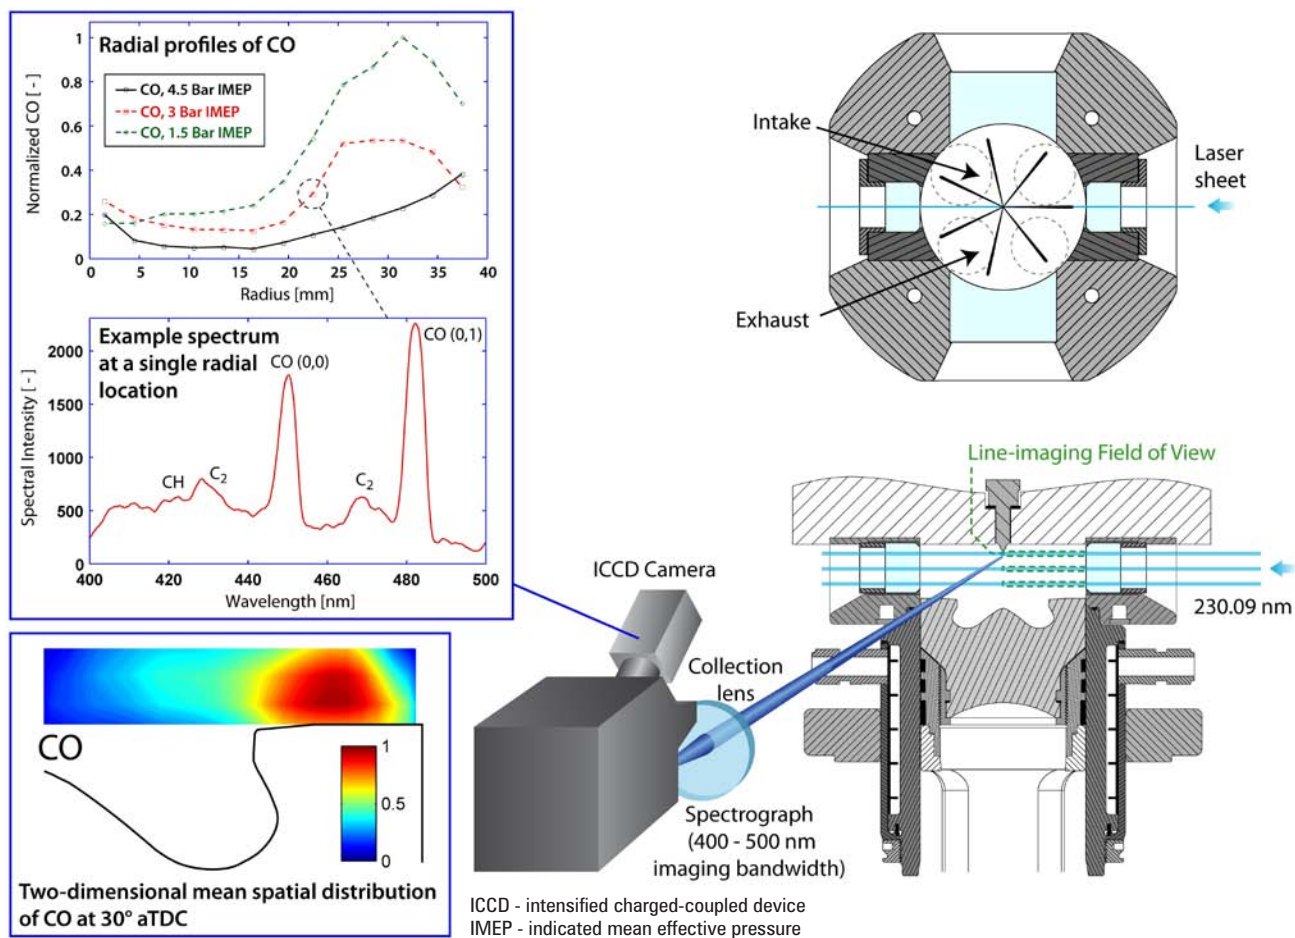 Radial profiles of CO
CO, 4.5 Bar IMEP
CO, 3 Bar IMEP
CO, 1.5 Bar IMEP
Normalized CO [ - ]
1
0.8
0.6
0.4
0.2
0
0 5 10 15 20 25 30 35 40
Radius [mm]
Example spectrum
at a single radial
location
CO (0,0)
CO (0,1)
CH
C2
C2
Spectral Intensity [ - ]
2000
1500
1000
500
0
400 420 440 460 480 500
Wavelength [nm]
CO
1
0.5
0
Two-dimensional mean spatial distribution
of CO at 30° aTDC
Intake
Exhaust
Laser
sheet
Line-imaging Field of View
230.09 nm
ICCD Camera
Collection
lens
Spectrograph
(400 - 500 nm
imaging bandwidth)
ICCD - intensified charged-coupled device
IMEP - indicated mean effective pressure